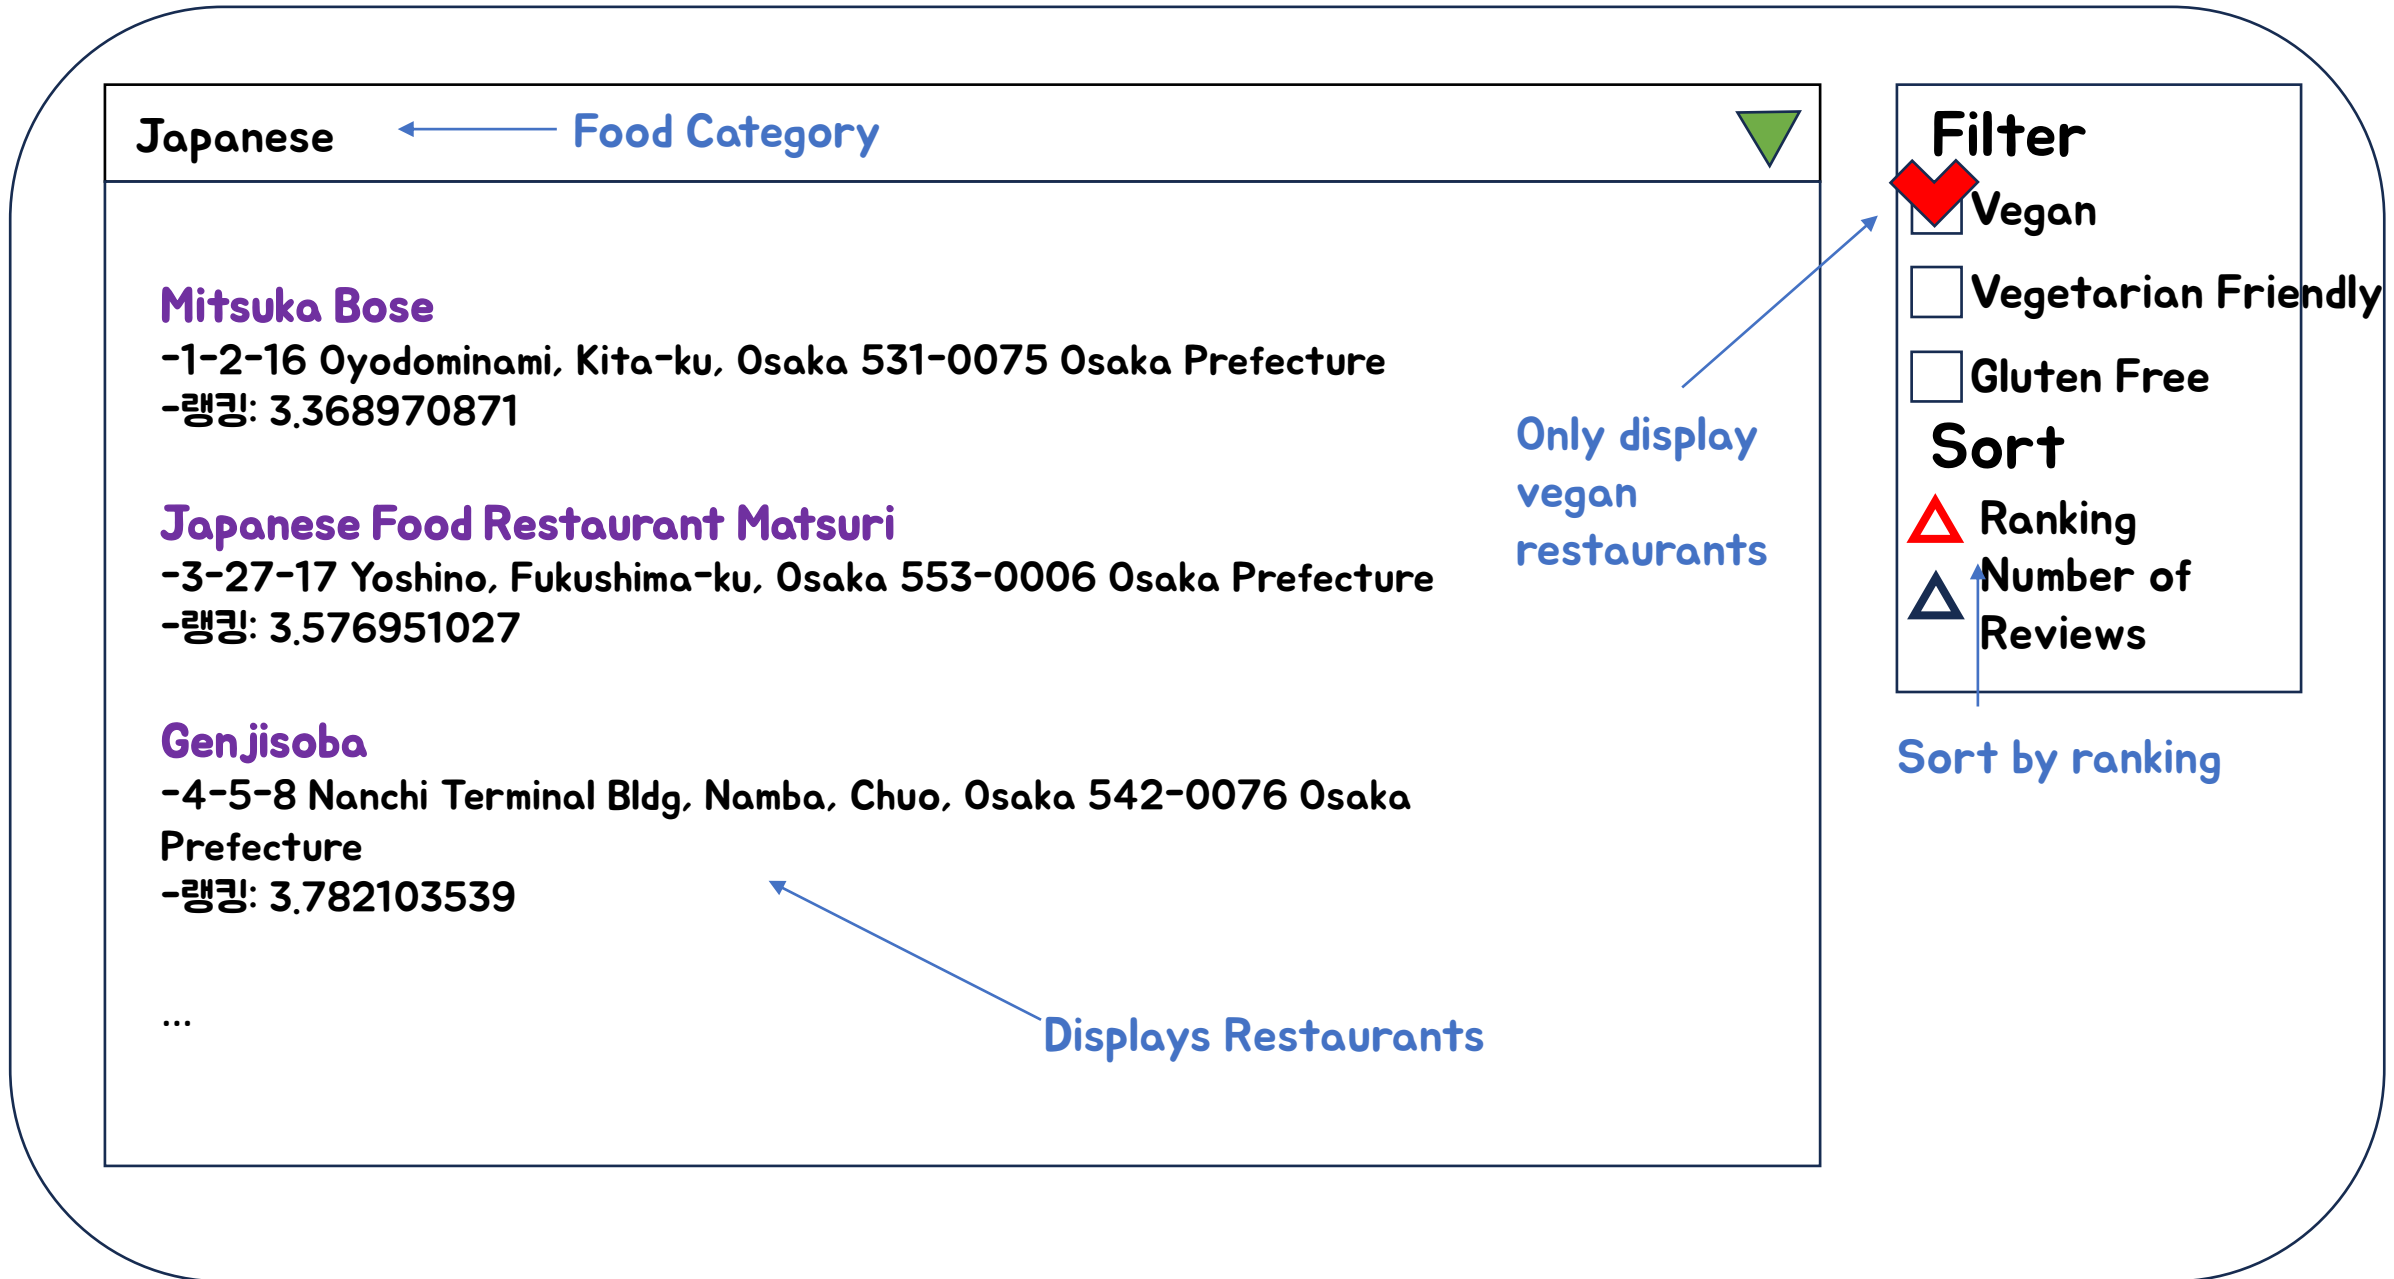 Japanese
Food Category
Mitsuka Bose
-1-2-16 Oyodominami, Kita-ku, Osaka 531-0075 Osaka Prefecture
-랭킹: 3.368970871
Japanese Food Restaurant Matsuri
-3-27-17 Yoshino, Fukushima-ku, Osaka 553-0006 Osaka Prefecture
-랭킹: 3.576951027
Genjisoba
-4-5-8 Nanchi Terminal Bldg, Namba, Chuo, Osaka 542-0076 Osaka
Prefecture
-랭킹: 3.782103539
...
Displays Restaurants
Only display
vegan
restaurants
Filter
Vegan
Vegetarian Friendly
Gluten Free
Sort
Ranking
Number of
Reviews
Sort by ranking